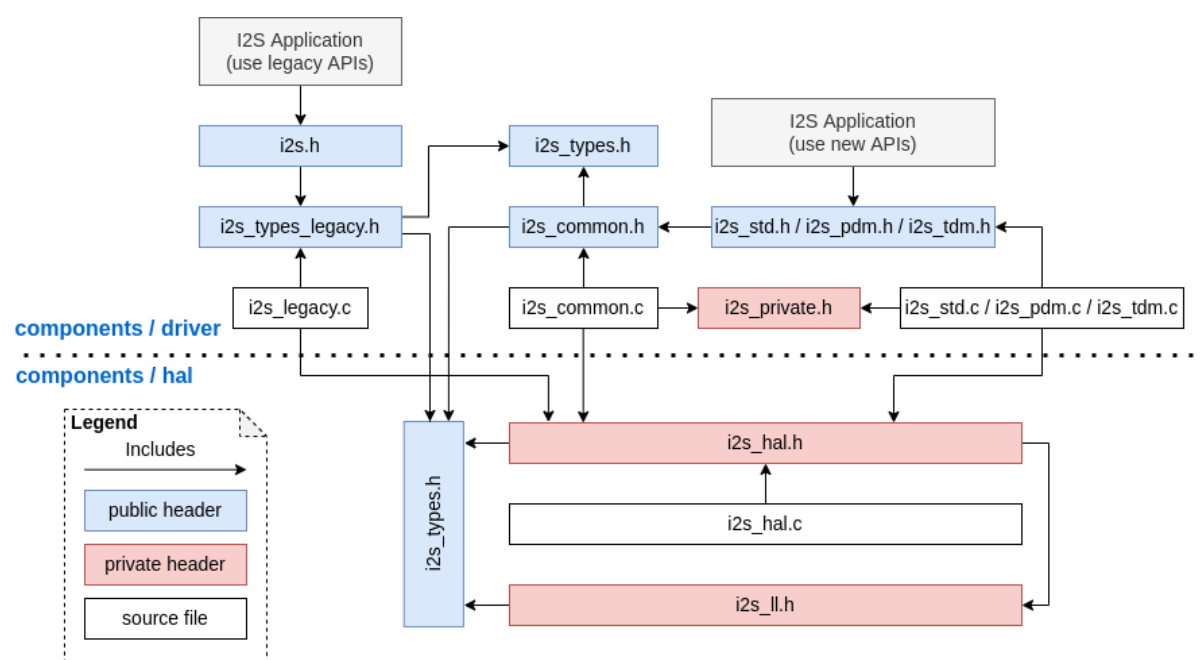 I2S Application
(use legacy APIs)
I2S Application
(use new APIs)
i2s.h
i2s_types.h
i2s_types_legacy.h
i2s_common.h
i2s_std.h / i2s_pdm.h / i2s_tdm.h
i2s_legacy.c
i2s_common.c
i2s_private.h
i2s_std.c / i2s_pdm.c / i2s_tdm.c
components / driver
components / hal
Legend
Includes
public header
private header
source file
i2s_types.h
i2s_hal.h
i2s_hal.c
i2s_ll.h